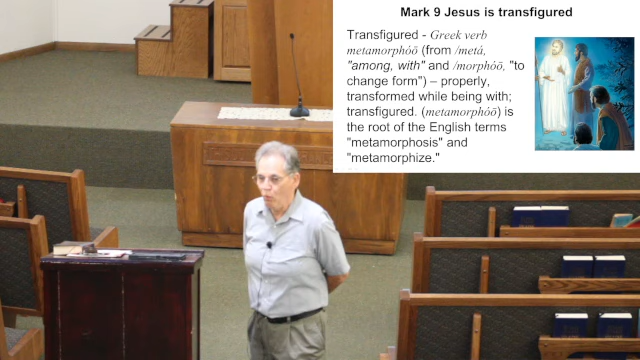 Mark 9 Jesus is transfigured
Transfigured - Greek verb
metamorphóō (from /metá,
"among, with" and /morphóō, "to
change form") – properly,
transformed while being with;
transfigured. (metamorphóō) is
the root of the English terms
"metamorphosis" and
"metamorphize."